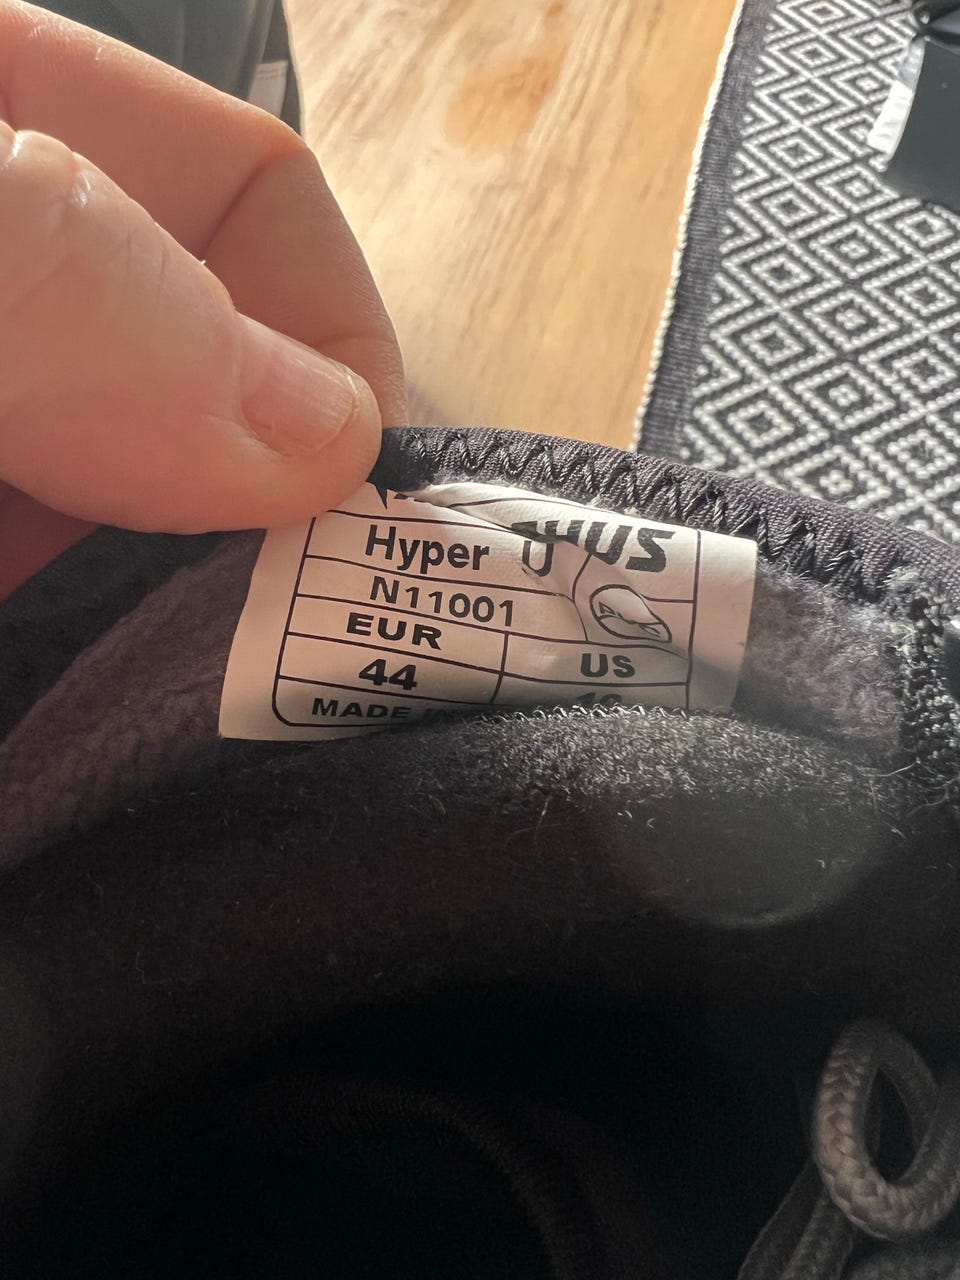 Hyper U
N11001
EUR US
44
MADE